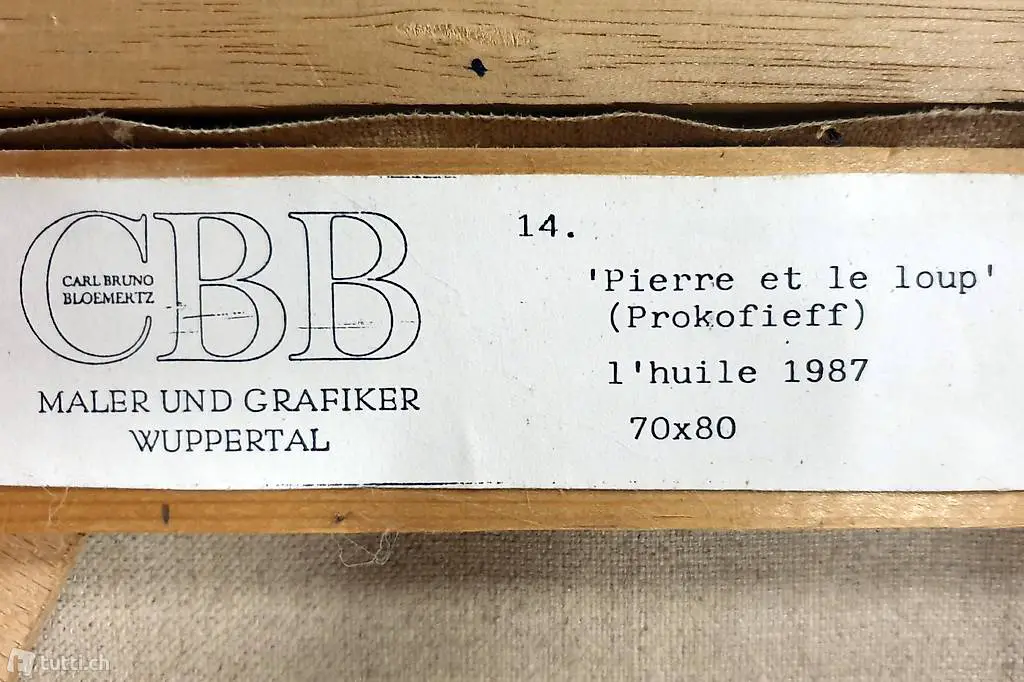 CBB
CARL BRUNO
BLOEMERTZ
MALER UND GRAFIKER
WUPPERTAL
14.
'Pierre et le loup'
(Prokofieff)
l'huile 1987
70x80
tutti.ch